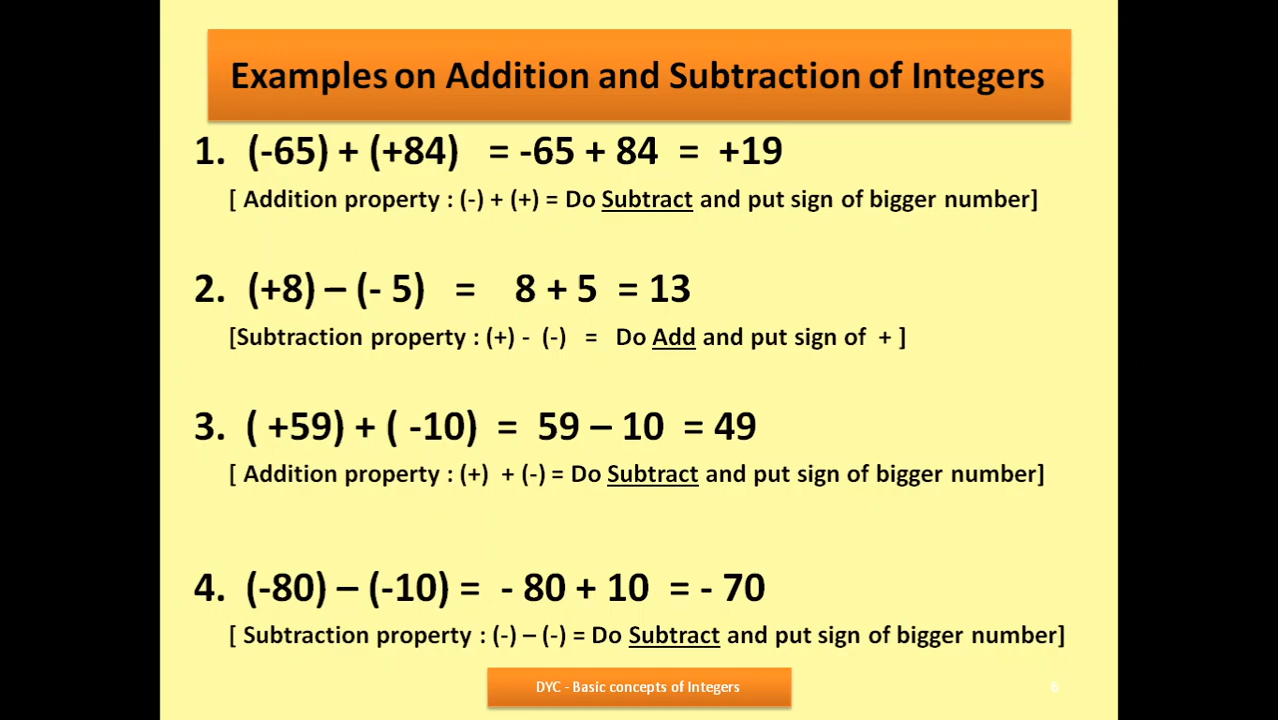 Examples on Addition and Subtraction of Integers
1. (-65) + (+84) = -65 + 84 = +19
[ Addition property : (-) + (+) = Do Subtract and put sign of bigger number]
2. (+8) – (- 5) = 8 + 5 = 13
[Subtraction property : (+) - (-) = Do Add and put sign of + ]
3. ( +59) + ( -10) = 59 – 10 = 49
[ Addition property : (+) + (-) = Do Subtract and put sign of bigger number]
4. (-80) – (-10) = - 80 + 10 = - 70
[ Subtraction property : (-) – (-) = Do Subtract and put sign of bigger number]
DYC - Basic concepts of Integers
6